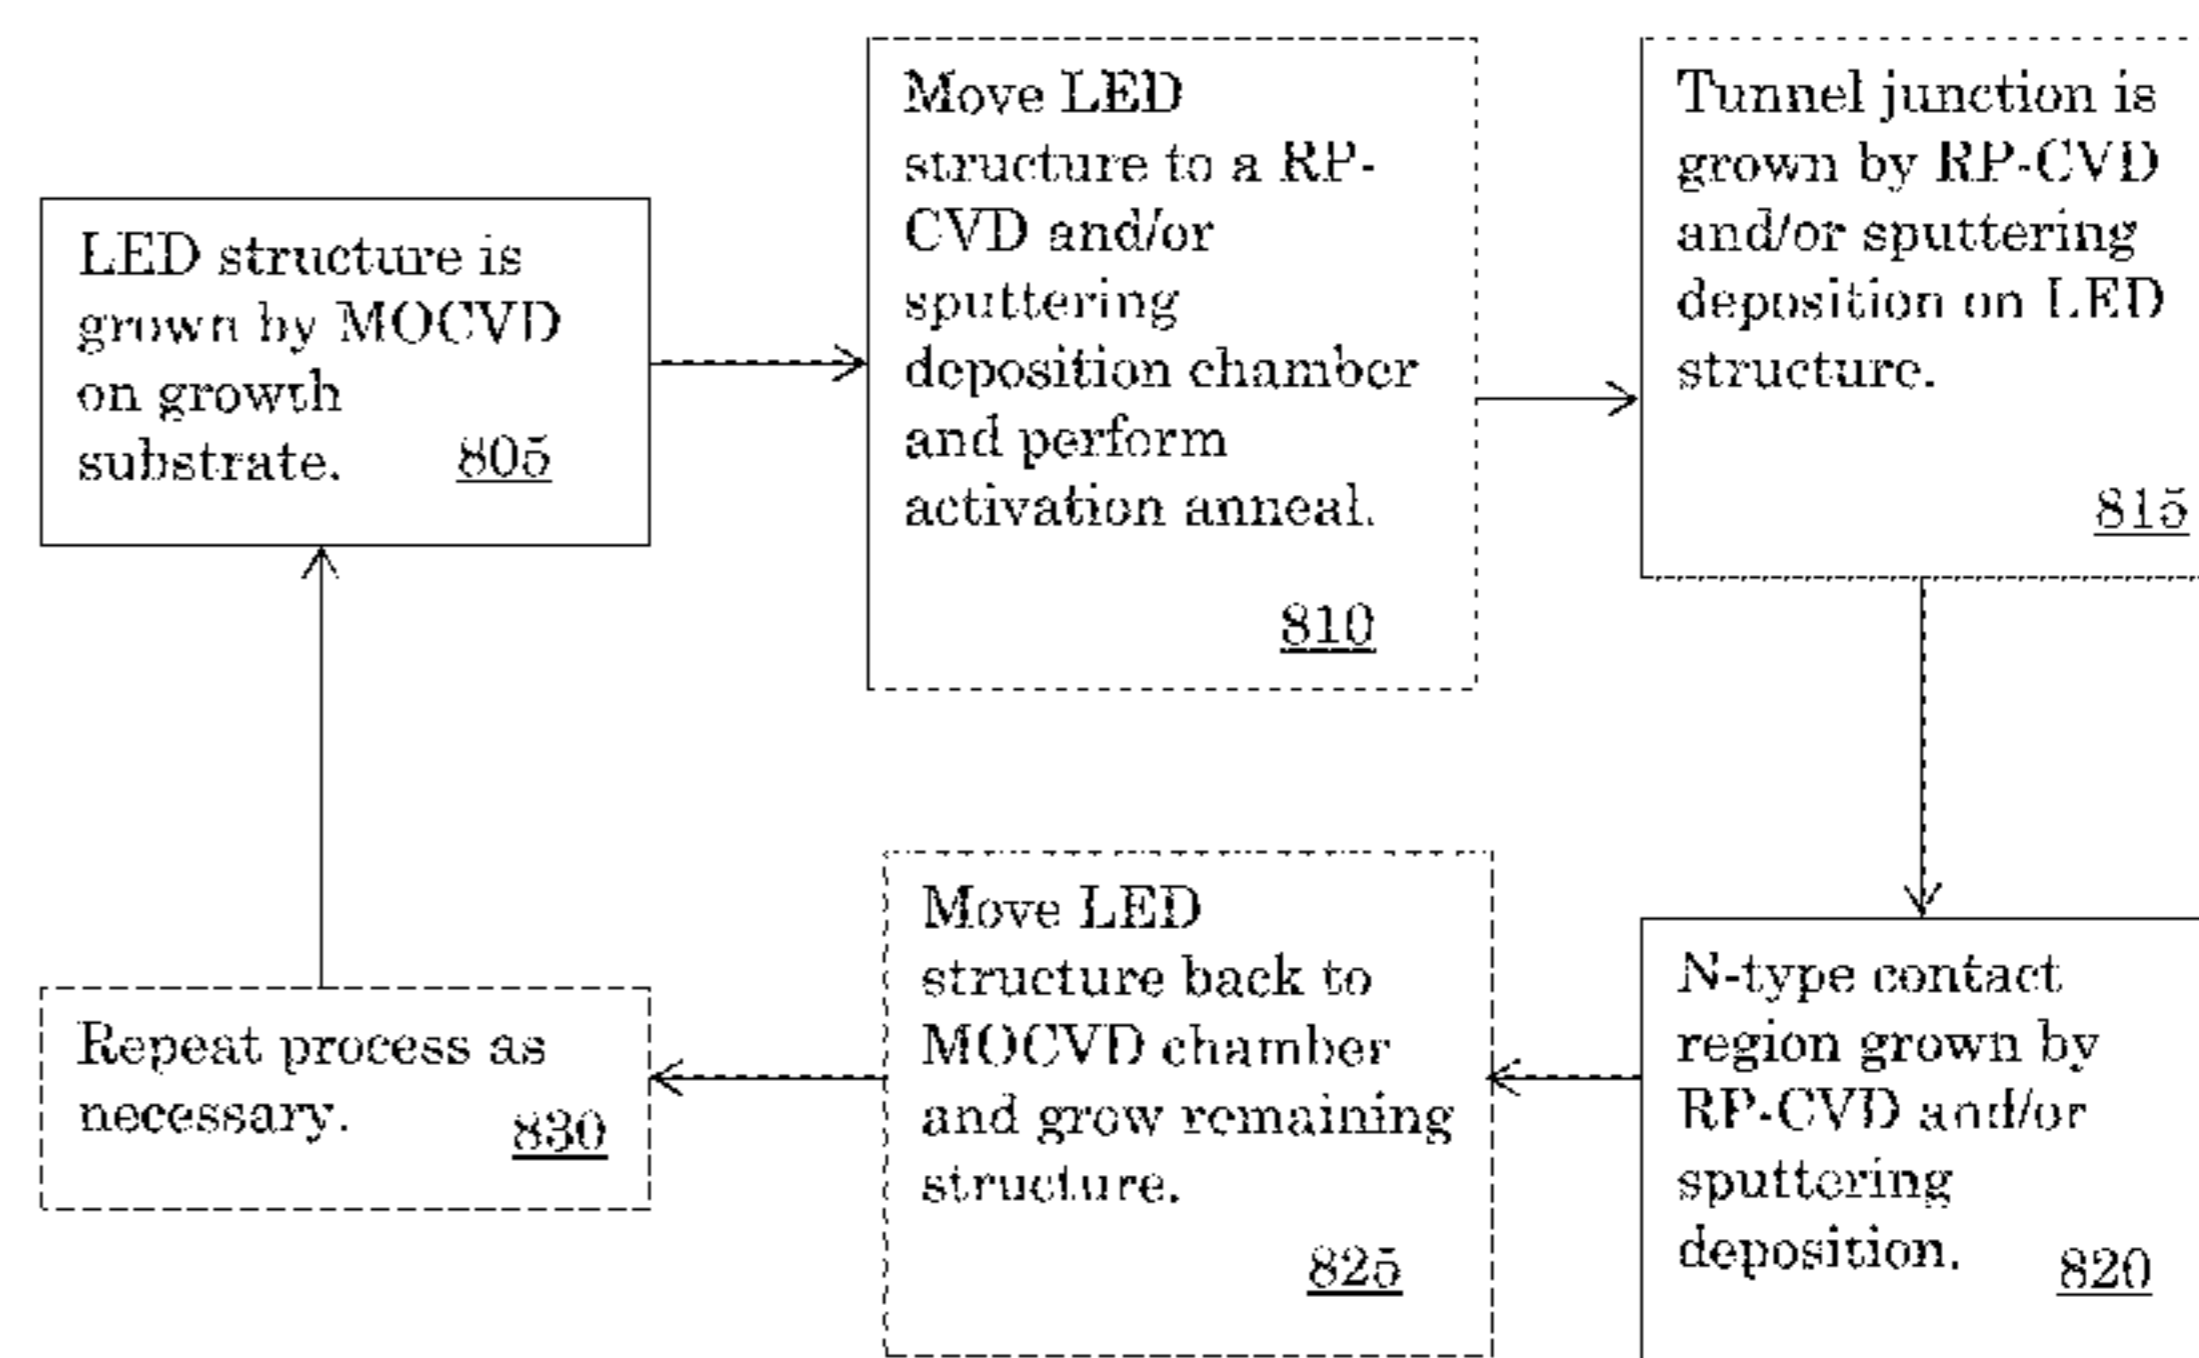 LED structure is
grown by MOCVD
on growth
substrate. 805
Move LED
structure to a RP-
CVD and/or
sputtering
deposition chamber
and perform
activation anneal.
810
Tunnel junction is
grown by RP-CVD
and/or sputtering
deposition on LED
structure.
815
N-type contact
region grown by
RP-CVD and/or
sputtering
deposition. 820
Move LED
structure back to
MOCVD chamber
and grow remaining
structure.
825
Repeat process as
necessary. 830